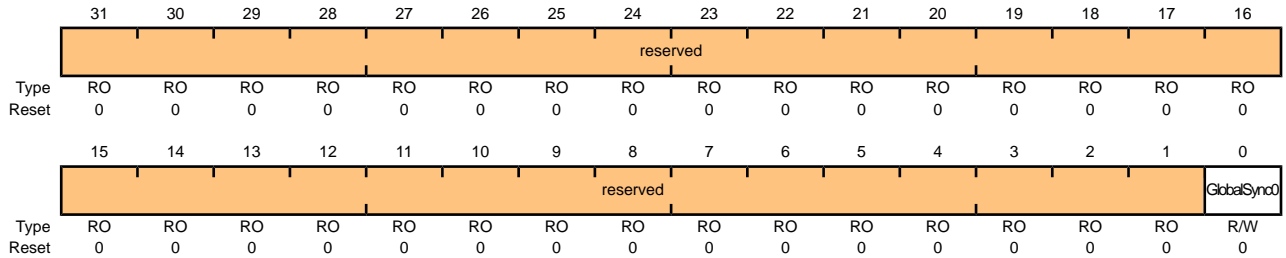 31 30 29 28 27 26 25 24 23 22 21 20 19 18 17 16
reserved
Type RO RO RO RO RO RO RO RO RO RO RO RO RO RO RO RO
Reset 0 0 0 0 0 0 0 0 0 0 0 0 0 0 0 0
15 14 13 12 11 10 9 8 7 6 5 4 3 2 1 0
reserved GlobalSync0
Type RO RO RO RO RO RO RO RO RO RO RO RO RO RO RO R/W
Reset 0 0 0 0 0 0 0 0 0 0 0 0 0 0 0 0